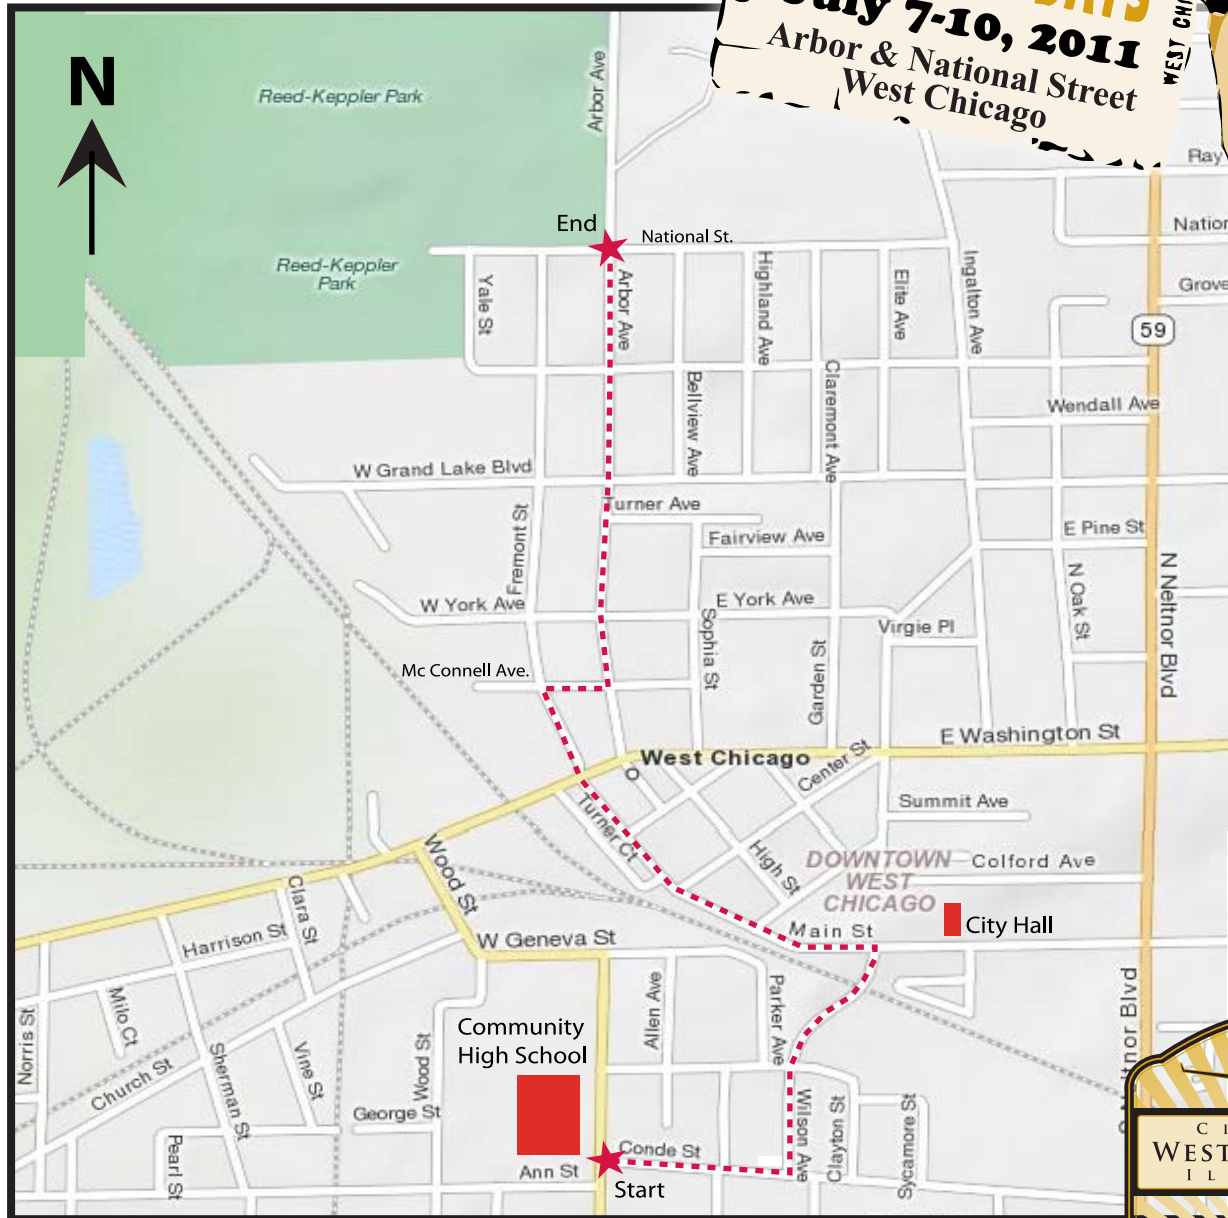 July 7-10, 2011
Arbor & National Street
West Chicago
N
Reed-Keppler Park
Arbor Ave
Ray
End
National St.
Nation
Reed-Keppler
Park
Yale St
Arbor Ave
Highland Ave
Elite Ave
Ingalton Ave
Grove
59
Bellview Ave
Claremont Ave
Wendall Ave
W Grand Lake Blvd
Turner Ave
Fremont St
Fairview Ave
E Pine St
W York Ave
E York Ave
Sophia St
Virgie Pl
N Oak St
N Neltnor Blvd
Mc Connell Ave.
Garden St
E Washington St
West Chicago
O
Center St
Turner Ct
Summit Ave
Wood St
High St
DOWNTOWN
WEST
CHICAGO
Colford Ave
Clara St
Harrison St
W Geneva St
Main St
City Hall
Norris St
Milo Ct
Church St
Sherman St
Vine St
Wood St
Community
High School
Allen Ave
Parker Ave
George St
Wilson Ave
Clayton St
Sycamore St
Pearl St
Ann St
Conde St
Start
WEST